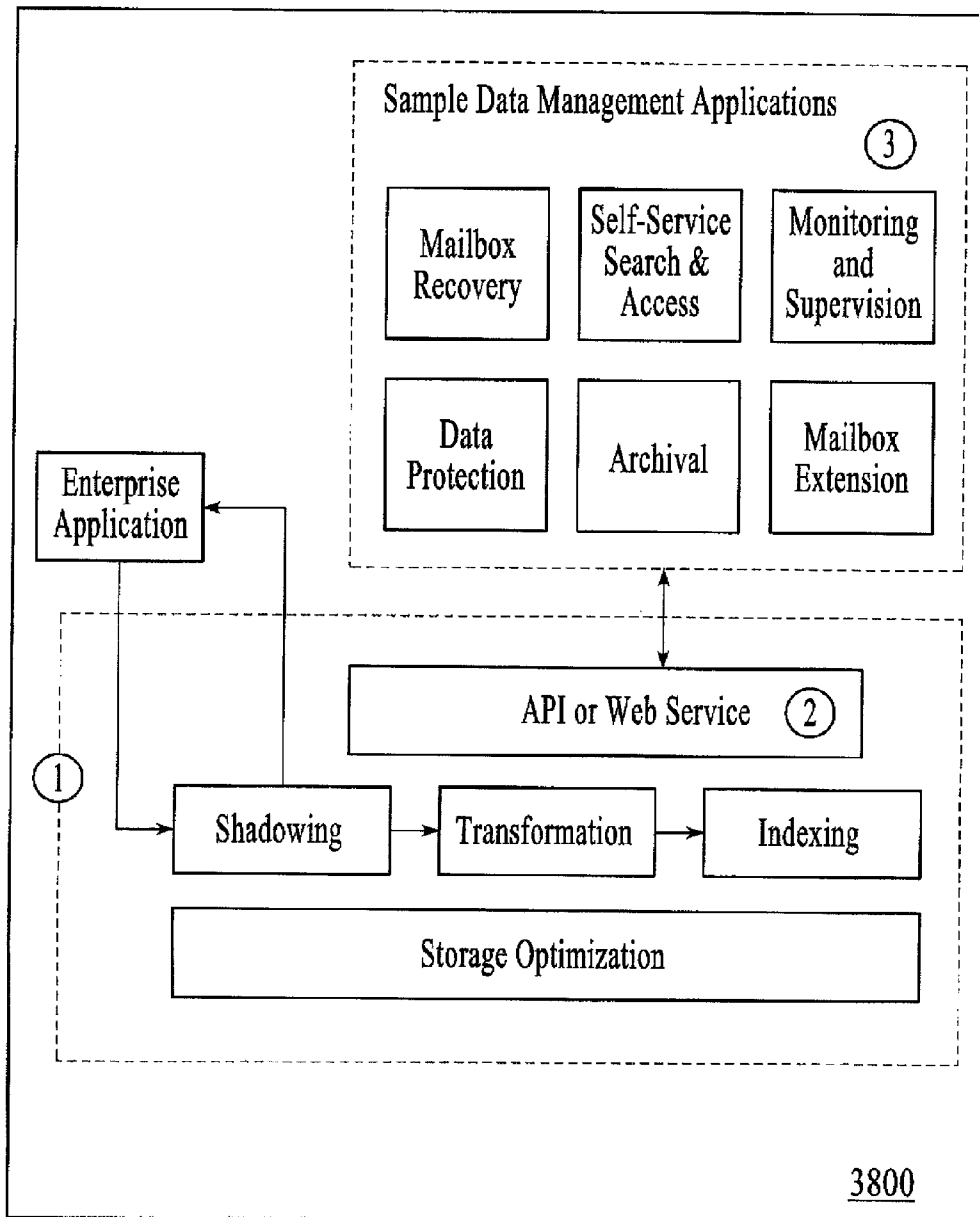 Sample Data Management Applications
3
Mailbox
Recovery
Self-Service
Search &
Access
Monitoring
and
Supervision
Data
Protection
Archival
Mailbox
Extension
Enterprise
Application
API or Web Service
2
1
Shadowing
Transformation
Indexing
Storage Optimization
3800